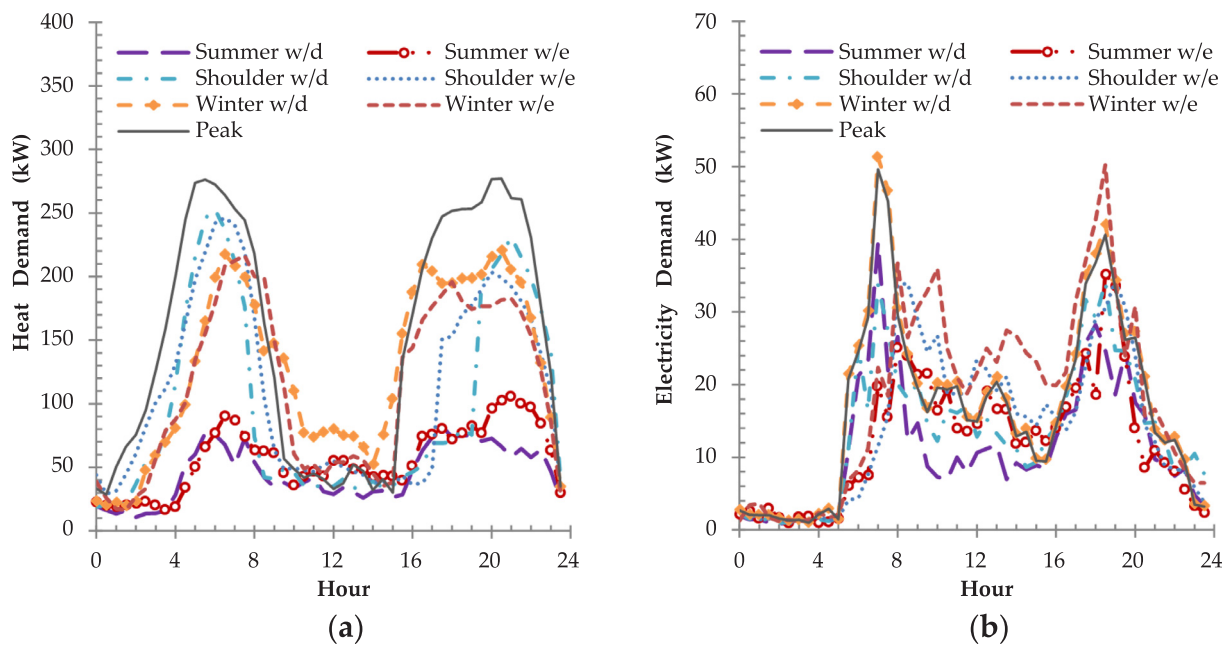 400
350
300
250
200
150
100
50
0
Heat Demand (kW)
Summer w/d
Summer w/e
Shoulder w/d
Shoulder w/e
Winter w/d
Winter w/e
Peak
0 4 8 12 16 20 24
Hour
(a)
70
60
50
40
30
20
10
0
Electricity Demand (kW)
Summer w/d
Summer w/e
Shoulder w/d
Shoulder w/e
Winter w/d
Winter w/e
Peak
0 4 8 12 16 20 24
Hour
(b)